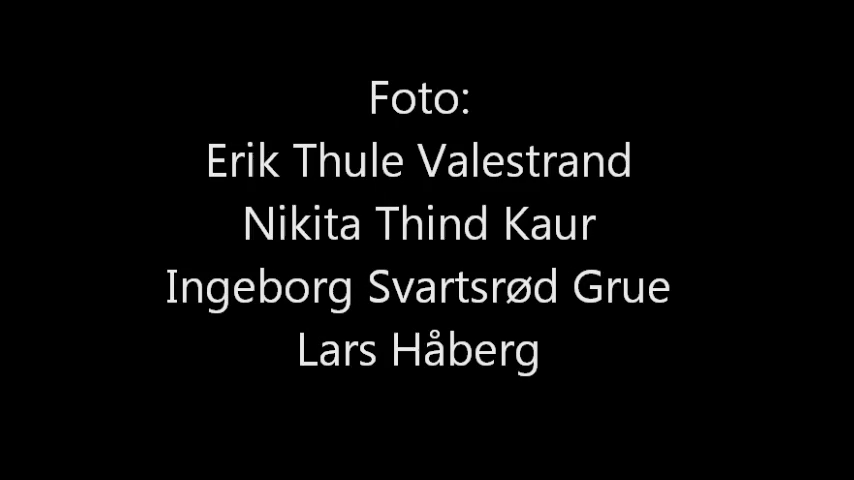 Foto:
Erik Thule Valestrand
Nikita Thind Kaur
Ingeborg Svartsrød Grue
Lars Håberg